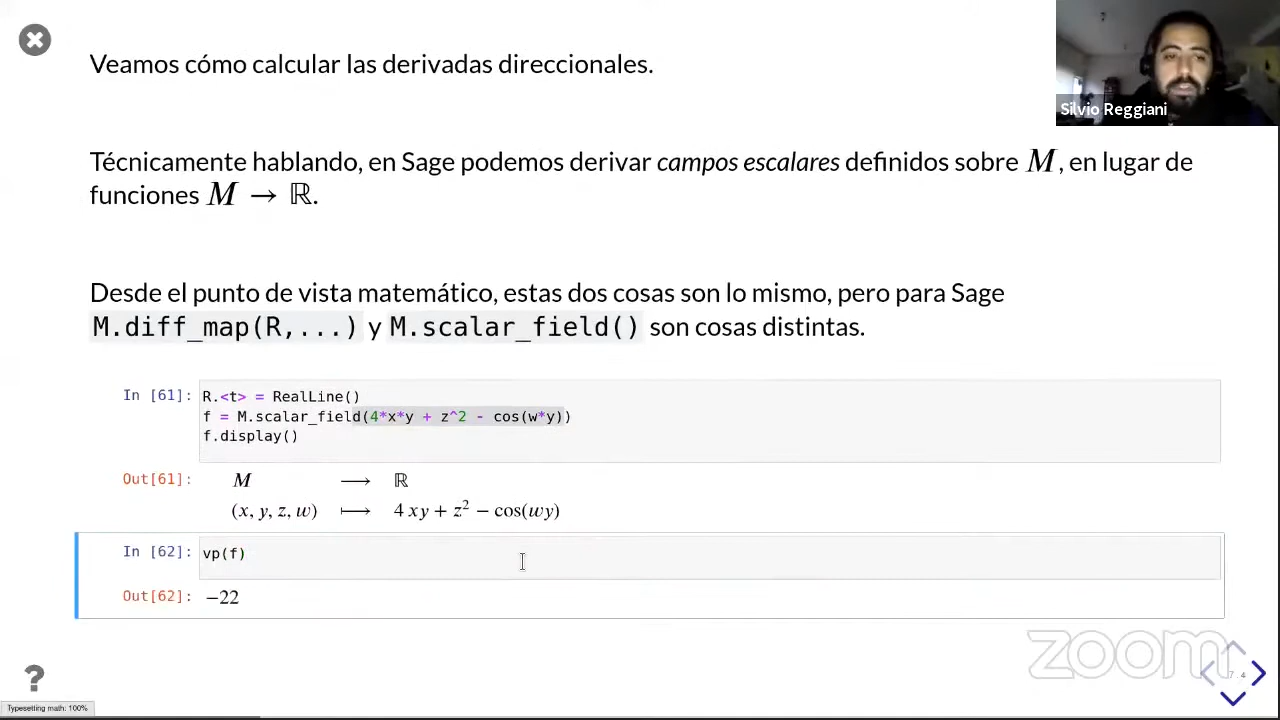 Veamos cómo calcular las derivadas direccionales.
Silvio Reggiani
Técnicamente hablando, en Sage podemos derivar campos escalares definidos sobre M, en lugar de
funciones M → ℝ.
Desde el punto de vista matemático, estas dos cosas son lo mismo, pero para Sage
M.diff_map(R,...) y M.scalar_field() son cosas distintas.
In [61]: R.<t> = RealLine()
f = M.scalar_field(4*x*y + z^2 - cos(w*y))
f.display()
Out[61]: M ⟶ ℝ
(x, y, z, w) ⟼ 4 xy + z² − cos(wy)
In [62]: vp(f)
Out[62]: −22
zoom
7.4
?
Typesetting math: 100%